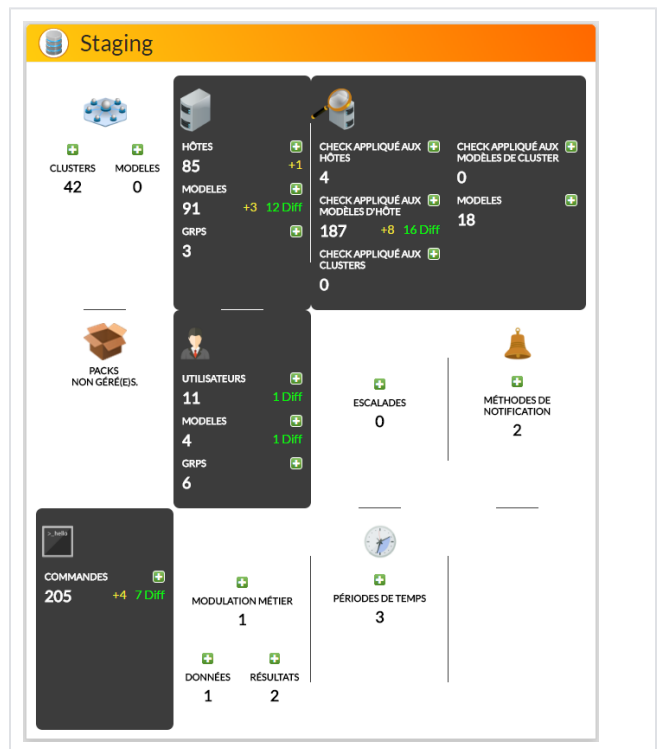 Staging
CLUSTERS
42
MODELES
0
HÔTES
85 +1
MODELES
91 +3 12 Diff
GRPS
3
CHECK APPLIQUÉ AUX
HÔTES
4
CHECK APPLIQUÉ AUX
MODÈLES D'HÔTE
187 +8 16 Diff
CHECK APPLIQUÉ AUX
CLUSTERS
0
CHECK APPLIQUÉ AUX
MODÈLES DE CLUSTER
0
MODELES
18
PACKS
NON GÉRÉ(E)S.
UTILISATEURS
11 1 Diff
MODELES
4 1 Diff
GRPS
6
ESCALADES
0
MÉTHODES DE
NOTIFICATION
2
>_hello
COMMANDES
205 +4 7 Diff
MODULATION MÉTIER
1
DONNÉES
1
RÉSULTATS
2
PÉRIODES DE TEMPS
3